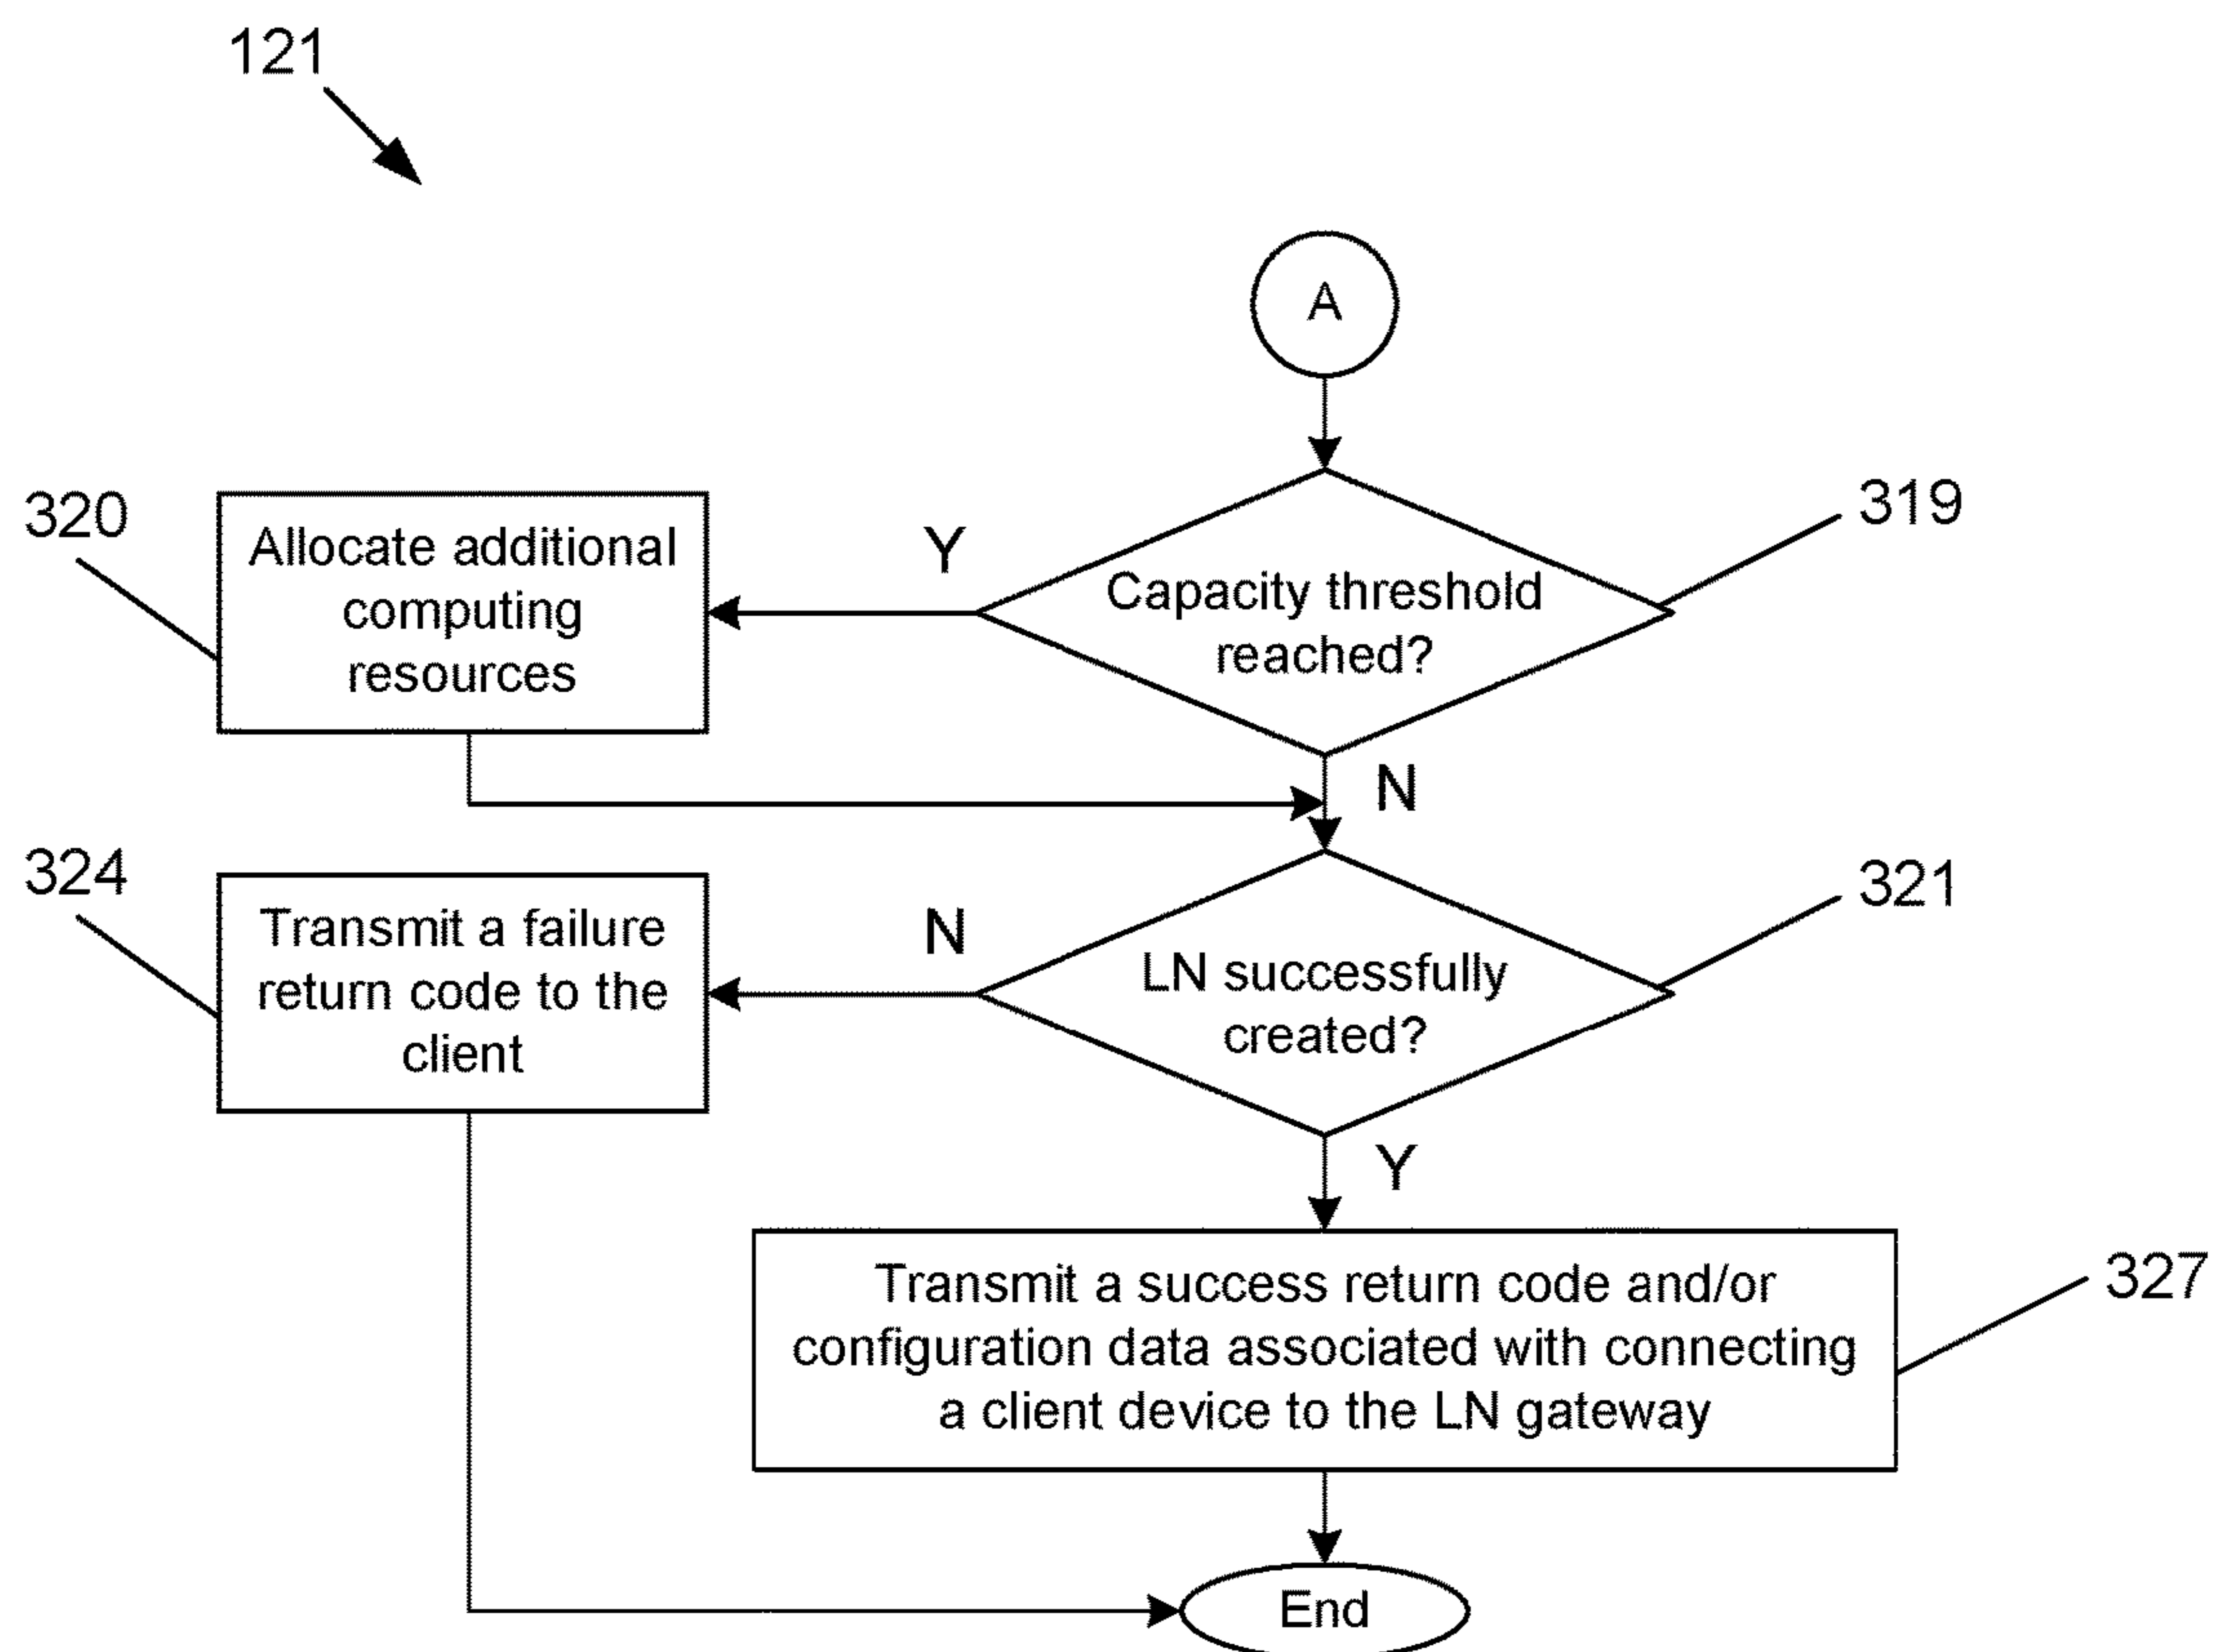 121
A
319
Capacity threshold
reached?
Y
N
320
Allocate additional
computing
resources
321
LN successfully
created?
N
Y
324
Transmit a failure
return code to the
client
327
Transmit a success return code and/or
configuration data associated with connecting
a client device to the LN gateway
End